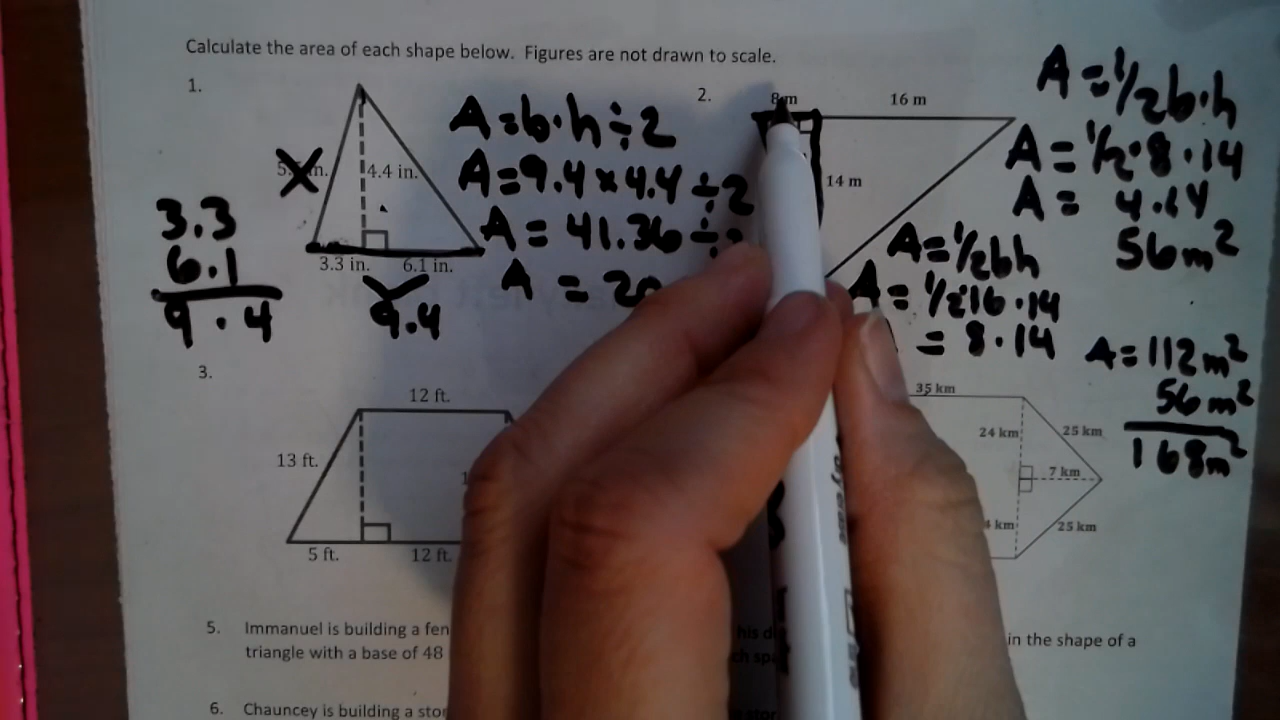 Calculate the area of each shape below. Figures are not drawn to scale.
1.
4.4 in.
3.3 in.
6.1 in.
9.4
3.3
6.1
9.4
A=b·h÷2
A=9.4×4.4÷2
A=41.36÷
A = 20
2.
8m
16 m
14 m
A=1/2b·h
A=1/2·8·14
A= 4.14
56m²
A=1/2bh
A=1/2·16·14
= 8·14
A=112m²
56m²
168m²
3.
12 ft.
13 ft.
5 ft.
12 ft.
35 km
24 km
25 km
7 km
25 km
5. Immanuel is building a fen his d in the shape of a
triangle with a base of 48
6. Chauncey is building a stor